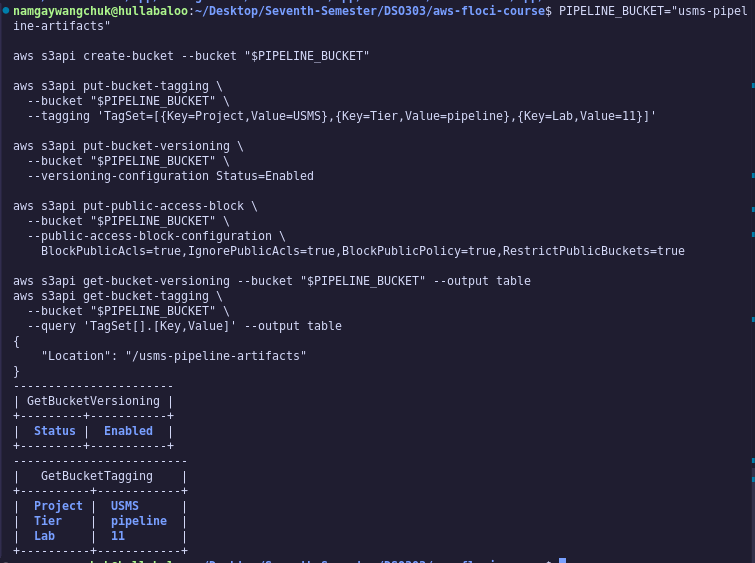 namgaywangchuk@hullabaloo:~/Desktop/Seventh-Semester/DSO303/aws-floci-course$ PIPELINE_BUCKET="usms-pipel
ine-artifacts"
aws s3api create-bucket --bucket "$PIPELINE_BUCKET"
aws s3api put-bucket-tagging \
  --bucket "$PIPELINE_BUCKET" \
  --tagging 'TagSet=[{Key=Project,Value=USMS},{Key=Tier,Value=pipeline},{Key=Lab,Value=11}]'
aws s3api put-bucket-versioning \
  --bucket "$PIPELINE_BUCKET" \
  --versioning-configuration Status=Enabled
aws s3api put-public-access-block \
  --bucket "$PIPELINE_BUCKET" \
  --public-access-block-configuration \
    BlockPublicAcls=true,IgnorePublicAcls=true,BlockPublicPolicy=true,RestrictPublicBuckets=true
aws s3api get-bucket-versioning --bucket "$PIPELINE_BUCKET" --output table
aws s3api get-bucket-tagging \
  --bucket "$PIPELINE_BUCKET" \
  --query 'TagSet[].[Key,Value]' --output table
{
    "Location": "/usms-pipeline-artifacts"
}
-----------------------
| GetBucketVersioning |
+---------+-----------+
|  Status |  Enabled  |
+---------+-----------+
-------------------------
|   GetBucketTagging    |
+----------+------------+
|  Project |  USMS      |
|  Tier    |  pipeline  |
|  Lab     |  11        |
+----------+------------+